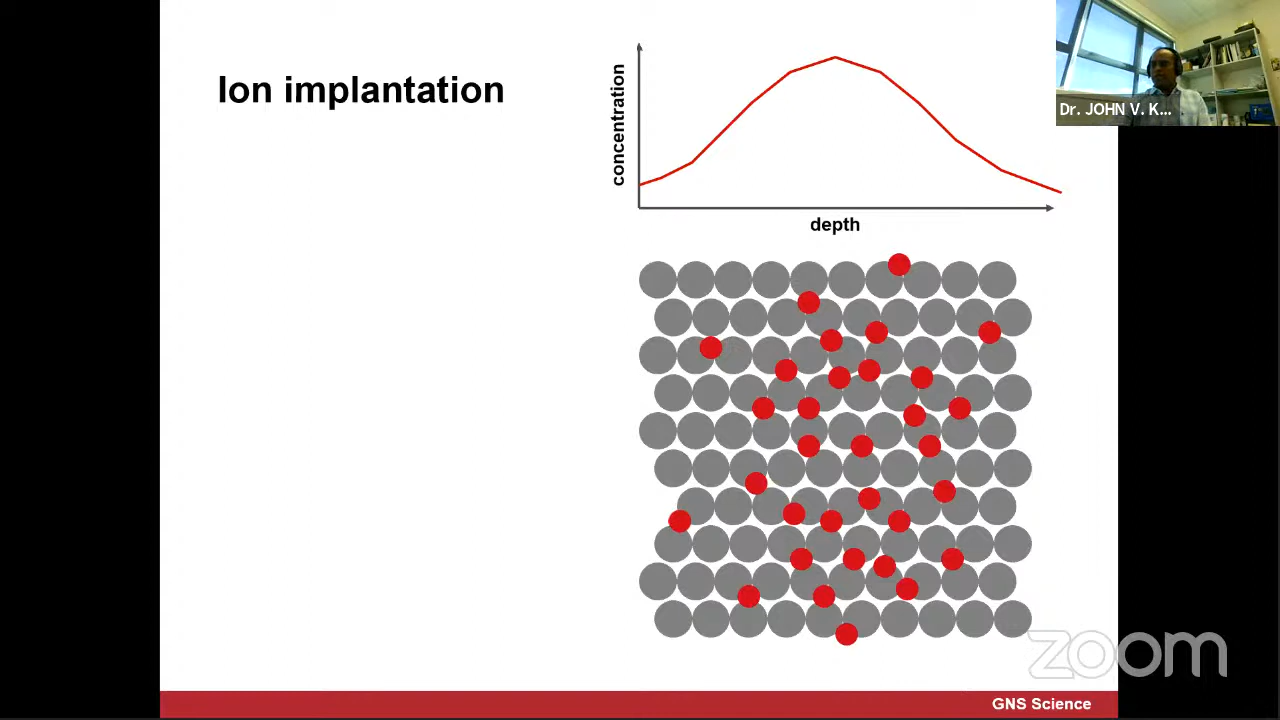 Ion implantation
concentration
depth
Dr. JOHN V. K...
zoom
GNS Science